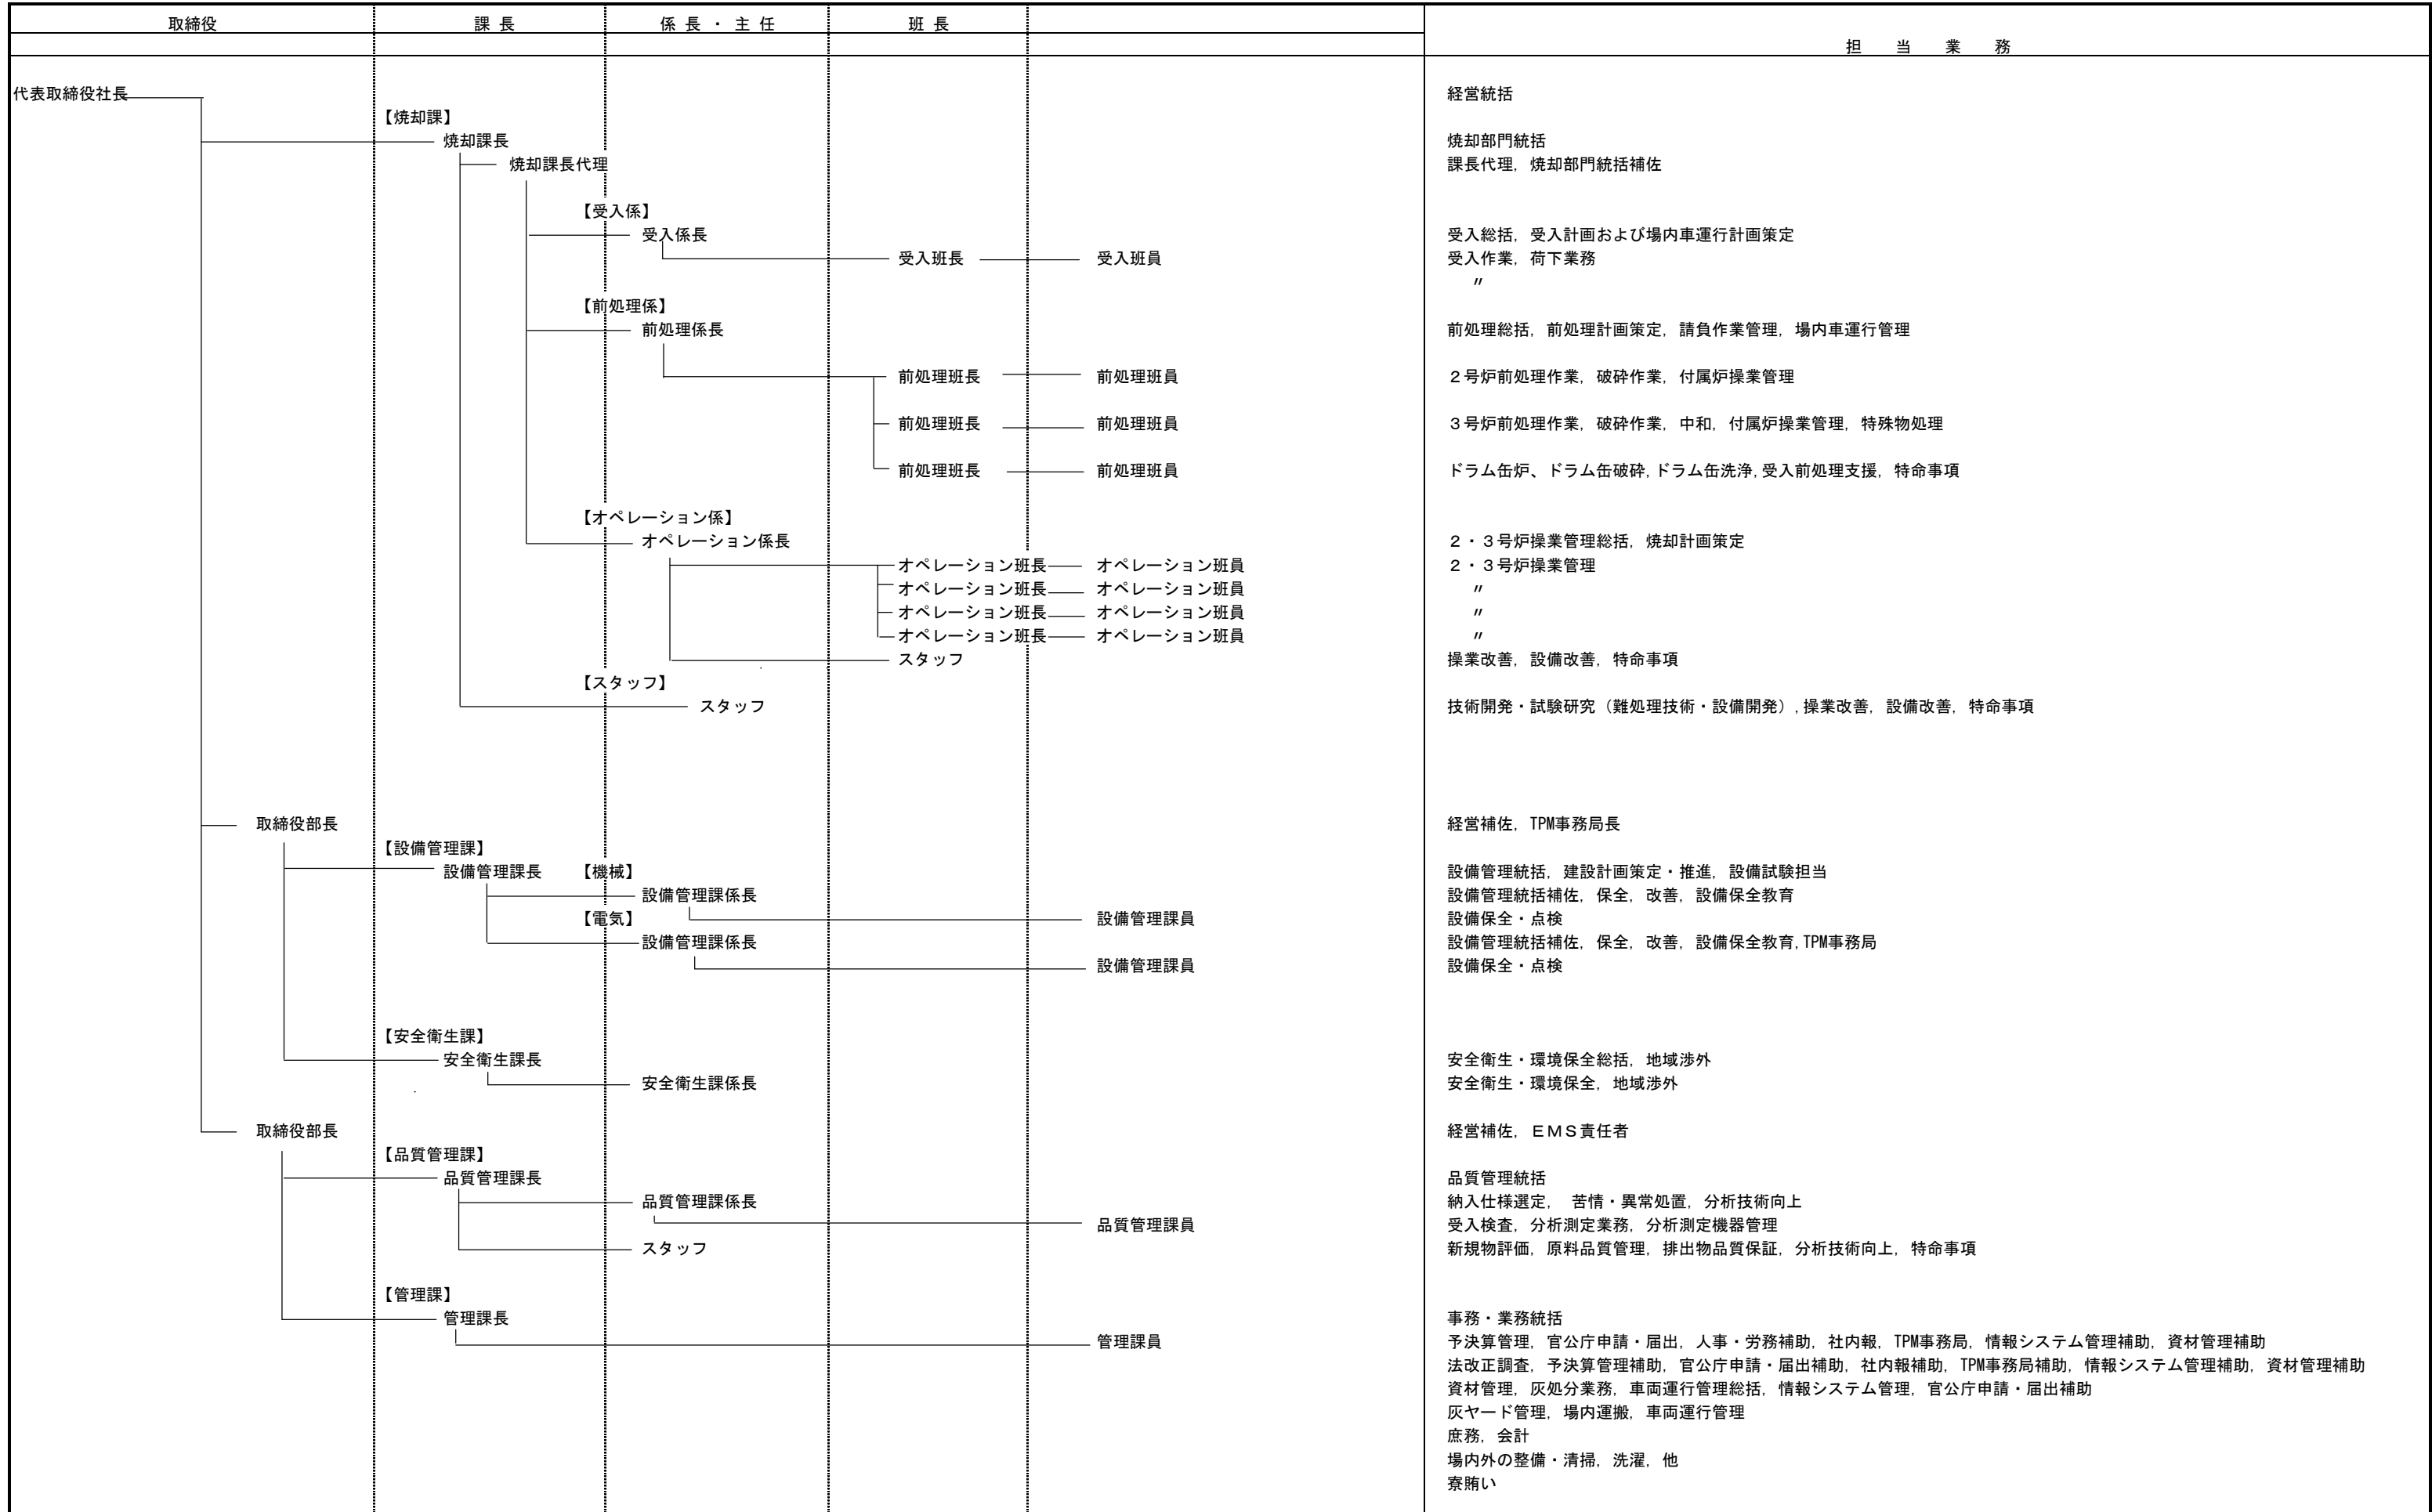 取締役 課 長 係 長 ・ 主 任 班 長
担 当 業 務
代表取締役社長 経営統括
【焼却課】
焼却課長 焼却部門統括
焼却課長代理 課長代理, 焼却部門統括補佐
【受入係】
受入係長 受入総括, 受入計画および場内車運行計画策定
受入班長 受入班員 受入作業, 荷下業務
〃
【前処理係】
前処理係長 前処理総括, 前処理計画策定, 請負作業管理, 場内車運行管理
前処理班長 前処理班員 2号炉前処理作業, 破砕作業, 付属炉操業管理
前処理班長 前処理班員 3号炉前処理作業, 破砕作業, 中和, 付属炉操業管理, 特殊物処理
前処理班長 前処理班員 ドラム缶炉、ドラム缶破砕,ドラム缶洗浄,受入前処理支援, 特命事項
【オペレーション係】
オペレーション係長 2・3号炉操業管理総括, 焼却計画策定
オペレーション班長 オペレーション班員 2・3号炉操業管理
オペレーション班長 オペレーション班員 〃
オペレーション班長 オペレーション班員 〃
オペレーション班長 オペレーション班員 〃
スタッフ 操業改善, 設備改善, 特命事項
【スタッフ】
スタッフ 技術開発・試験研究（難処理技術・設備開発）,操業改善, 設備改善, 特命事項
取締役部長 経営補佐, TPM事務局長
【設備管理課】
設備管理課長 【機械】 設備管理統括, 建設計画策定・推進, 設備試験担当
設備管理課係長 設備管理統括補佐, 保全, 改善, 設備保全教育
【電気】 設備管理課員 設備保全・点検
設備管理課係長 設備管理統括補佐, 保全, 改善, 設備保全教育,TPM事務局
設備管理課員 設備保全・点検
【安全衛生課】
安全衛生課長 安全衛生・環境保全総括, 地域渉外
安全衛生課係長 安全衛生・環境保全, 地域渉外
取締役部長 経営補佐, EMS責任者
【品質管理課】
品質管理課長 品質管理統括
品質管理課係長 納入仕様選定, 苦情・異常処置, 分析技術向上
品質管理課員 受入検査, 分析測定業務, 分析測定機器管理
スタッフ 新規物評価, 原料品質管理, 排出物品質保証, 分析技術向上, 特命事項
【管理課】
管理課長 事務・業務統括
管理課員 予決算管理, 官公庁申請・届出, 人事・労務補助, 社内報, TPM事務局, 情報システム管理補助, 資材管理補助
法改正調査, 予決算管理補助, 官公庁申請・届出補助, 社内報補助, TPM事務局補助, 情報システム管理補助, 資材管理補助
資材管理, 灰処分業務, 車両運行管理総括, 情報システム管理, 官公庁申請・届出補助
灰ヤード管理, 場内運搬, 車両運行管理
庶務, 会計
場内外の整備・清掃, 洗濯, 他
寮賄い